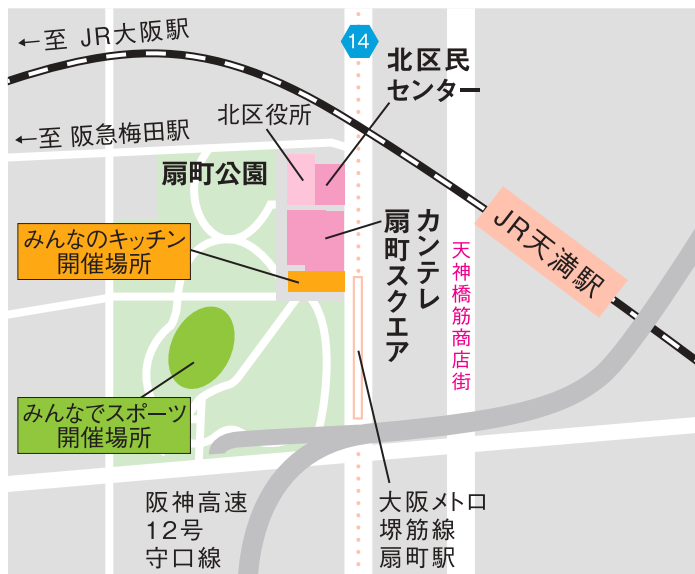 ←至 JR大阪駅
14
北区民
センター
北区役所
←至 阪急梅田駅
扇町公園
みんなのキッチン
開催場所
カンテレ
扇町スクエア
天神橋筋商店街
JR天満駅
みんなでスポーツ
開催場所
阪神高速
12号
守口線
大阪メトロ
堺筋線
扇町駅